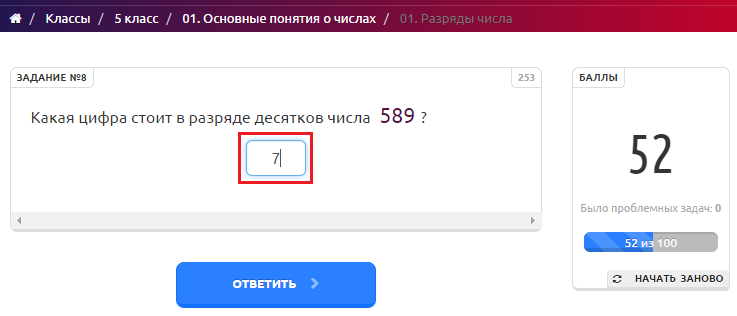 / Классы / 5 класс / 01. Основные понятия о числах / 01. Разряды числа
ЗАДАНИЕ №8
253
Какая цифра стоит в разряде десятков числа 589 ?
7
ОТВЕТИТЬ
БАЛЛЫ
52
Было проблемных задач: 0
52 из 100
НАЧАТЬ ЗАНОВО